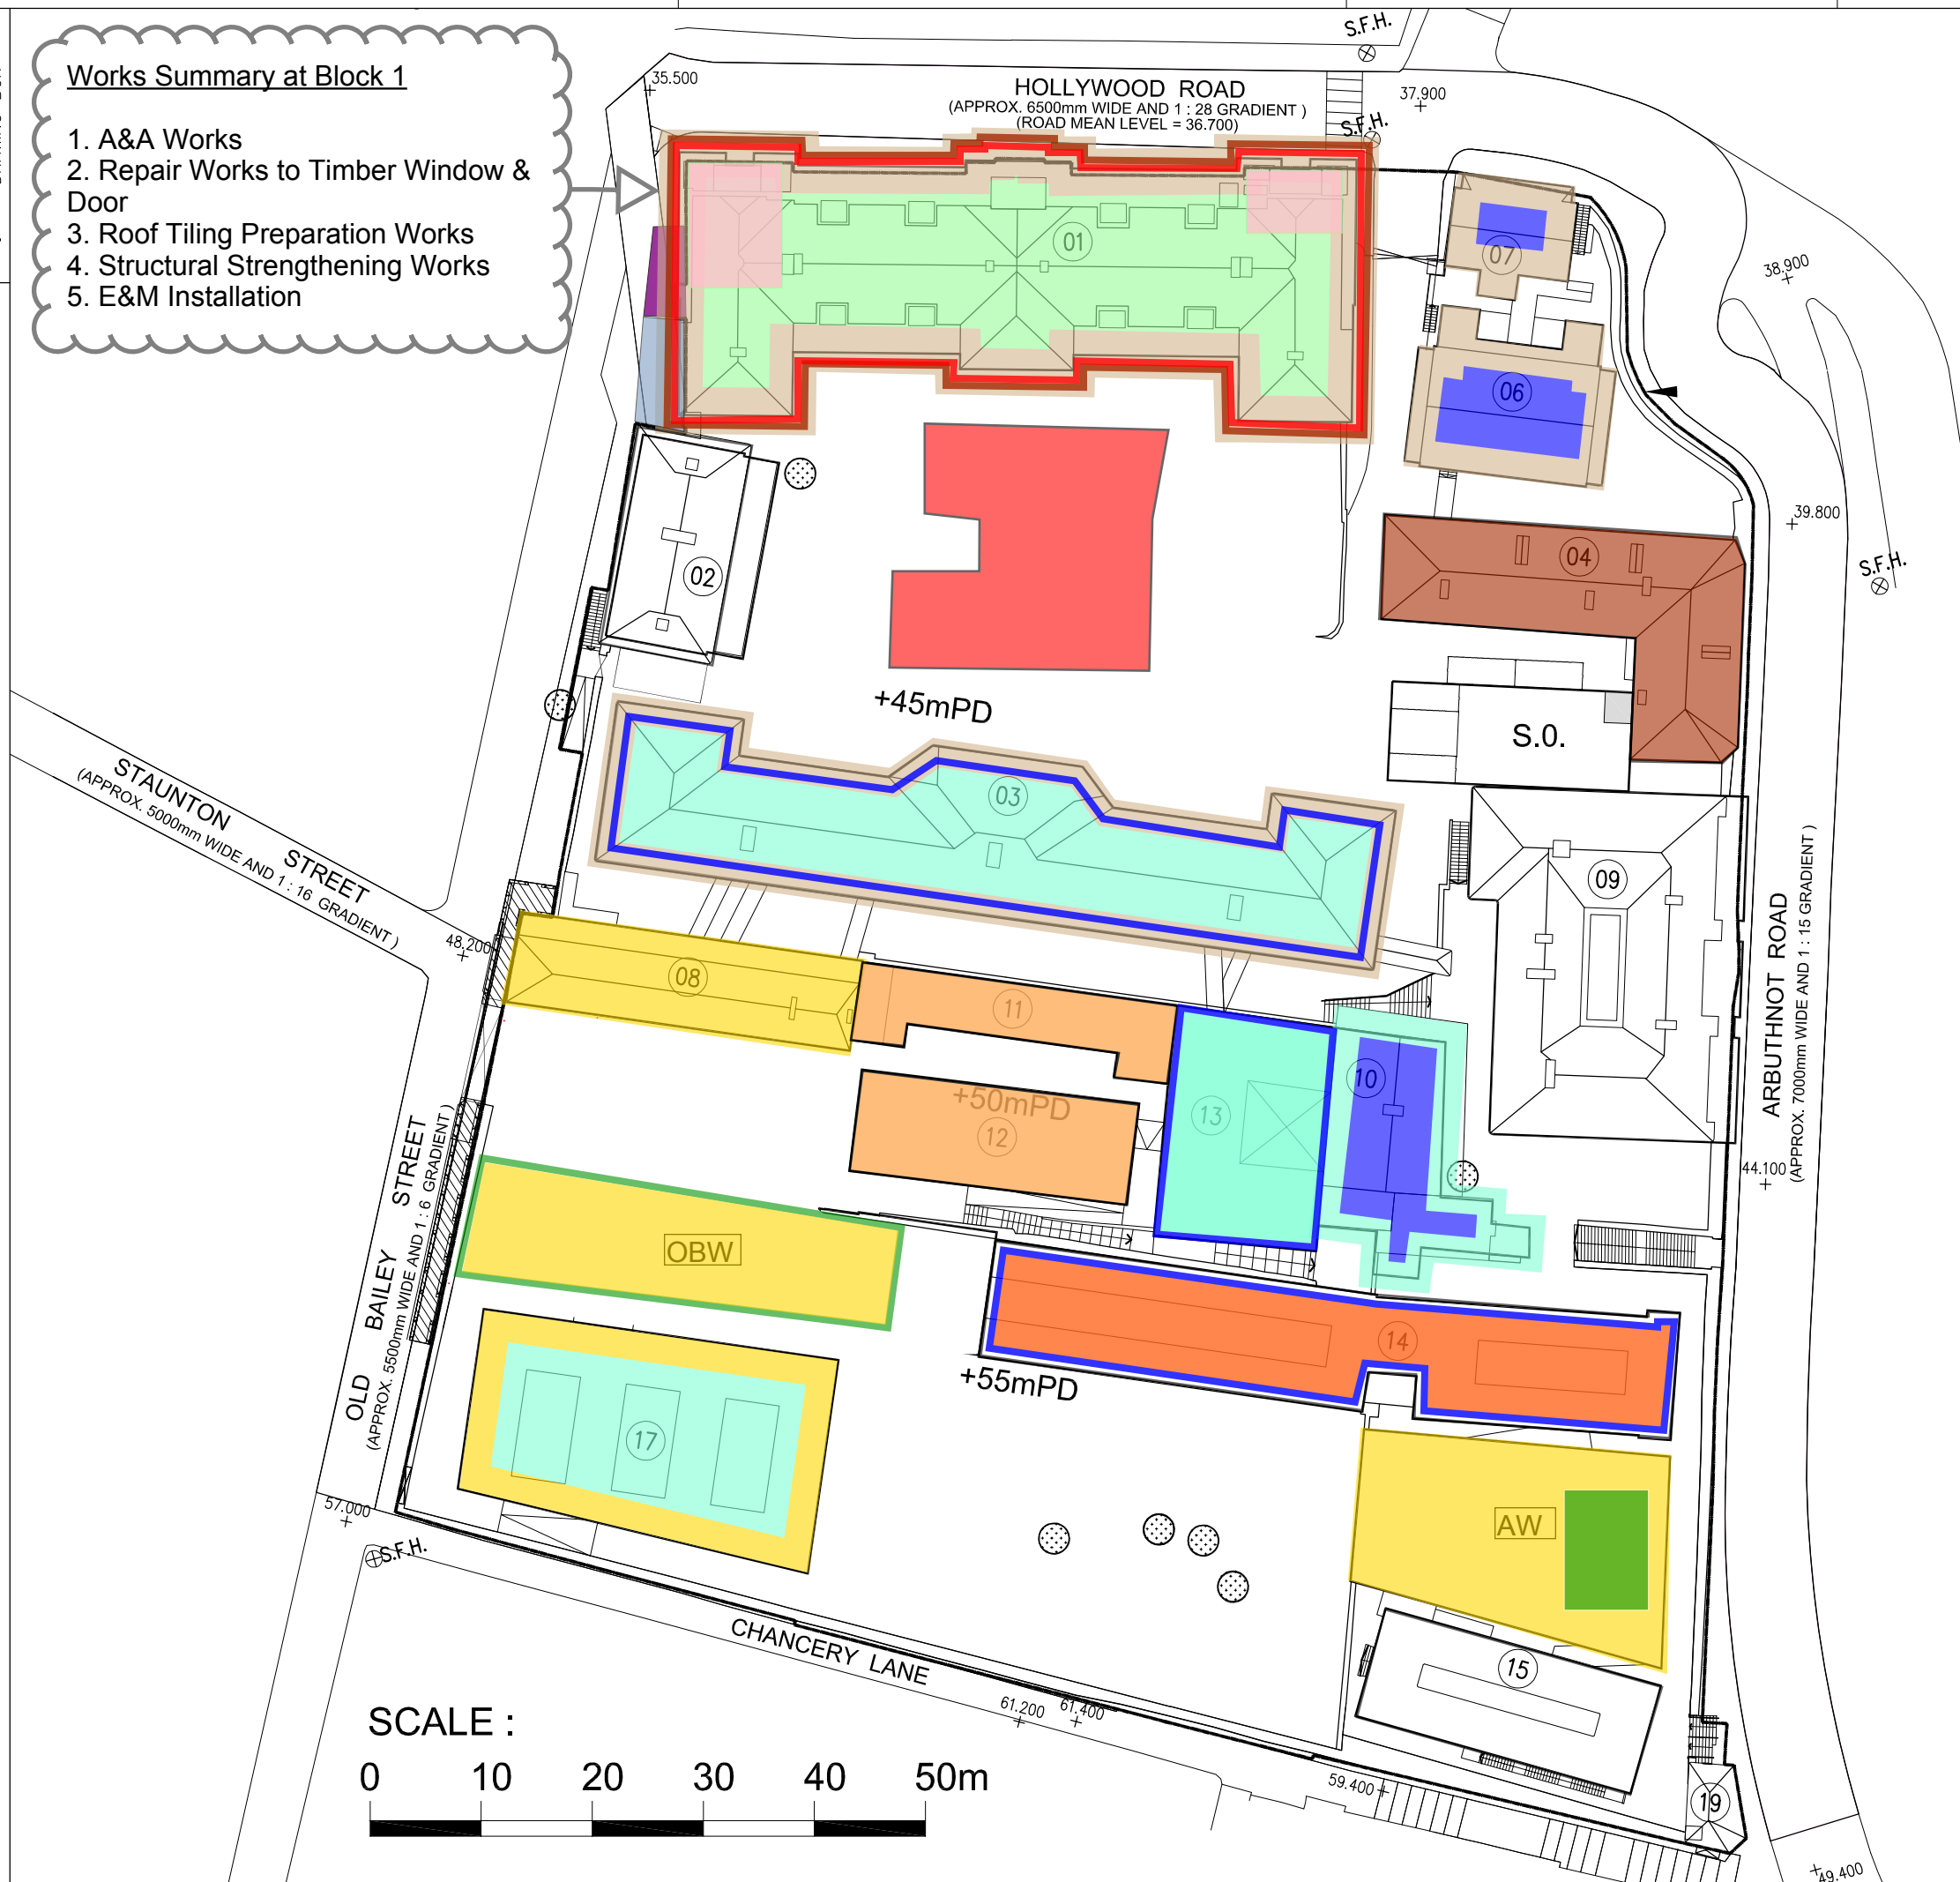 Works Summary at Block 1
1. A&A Works
2. Repair Works to Timber Window &
Door
3. Roof Tiling Preparation Works
4. Structural Strengthening Works
5. E&M Installation
S.F.H.
35.500
HOLLYWOOD ROAD
(APPROX. 6500mm WIDE AND 1 : 28 GRADIENT )
(ROAD MEAN LEVEL = 36.700)
37.900
S.F.H.
01
07
38.900
06
39.800
02
04
S.F.H.
+45mPD
S.0.
STAUNTON STREET
(APPROX. 5000mm WIDE AND 1 : 16 GRADIENT )
03
09
48.200
08
11
ARBUTHNOT ROAD
(APPROX. 7000mm WIDE AND 1 : 15 GRADIENT )
10
+50mPD
13
12
44.100
OLD BAILEY STREET
(APPROX. 5500mm WIDE AND 1 : 6 GRADIENT )
OBW
14
+55mPD
17
57.000
S.F.H.
AW
CHANCERY LANE
15
61.200
61.400
SCALE :
0 10 20 30 40 50m
59.400
19
49.400